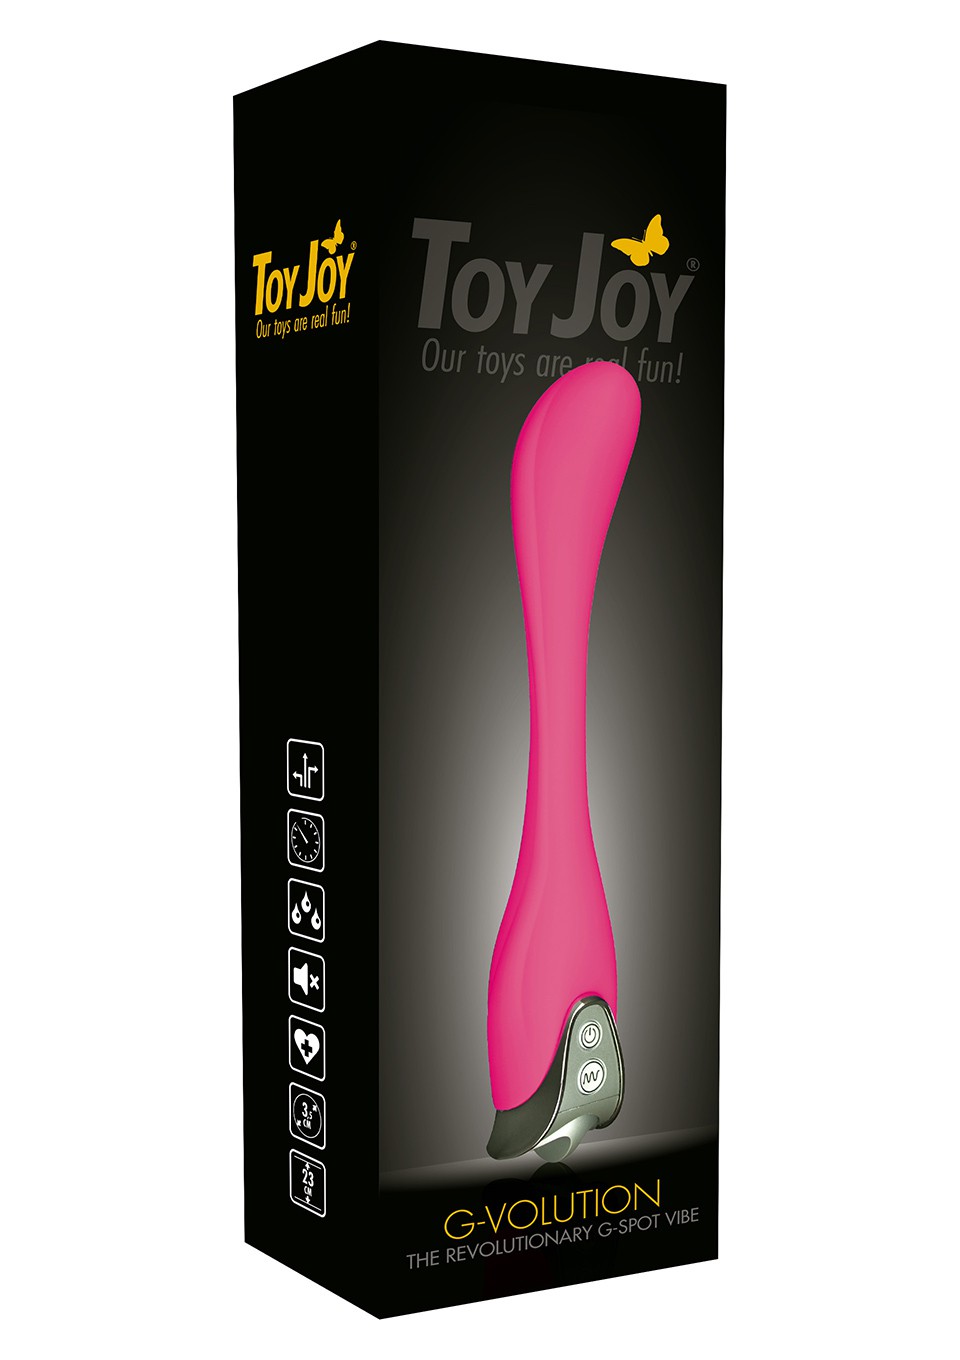 TOY JOY®
Our toys are real fun!
TOY JOY®
Our toys are real fun!
3,5
CM
23
CM
G-VOLUTION
THE REVOLUTIONARY G-SPOT VIBE